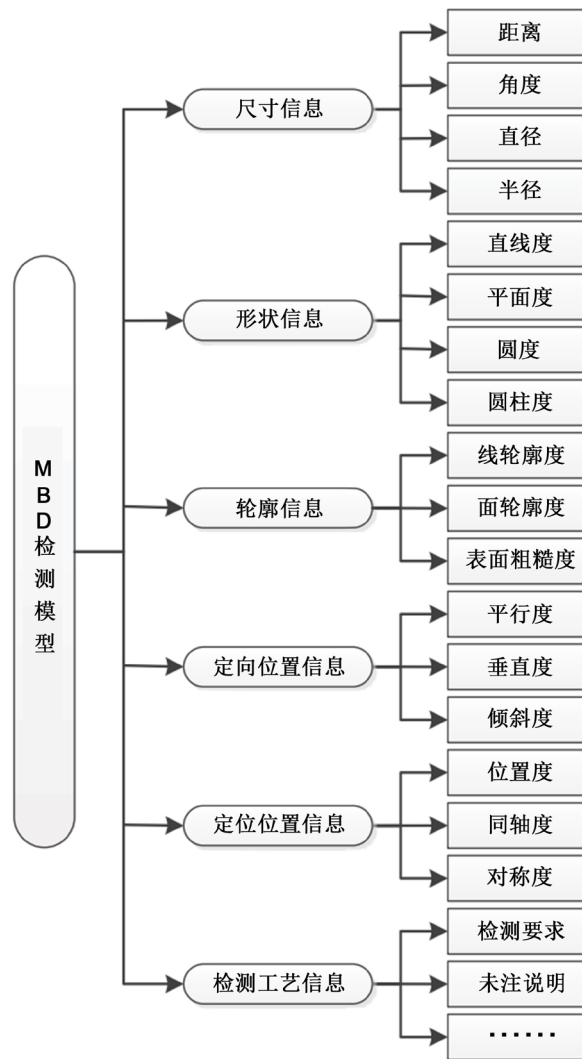 MBD检测模型
尺寸信息
距离
角度
直径
半径
形状信息
直线度
平面度
圆度
圆柱度
轮廓信息
线轮廓度
面轮廓度
表面粗糙度
定向位置信息
平行度
垂直度
倾斜度
定位位置信息
位置度
同轴度
对称度
检测工艺信息
检测要求
未注说明
······